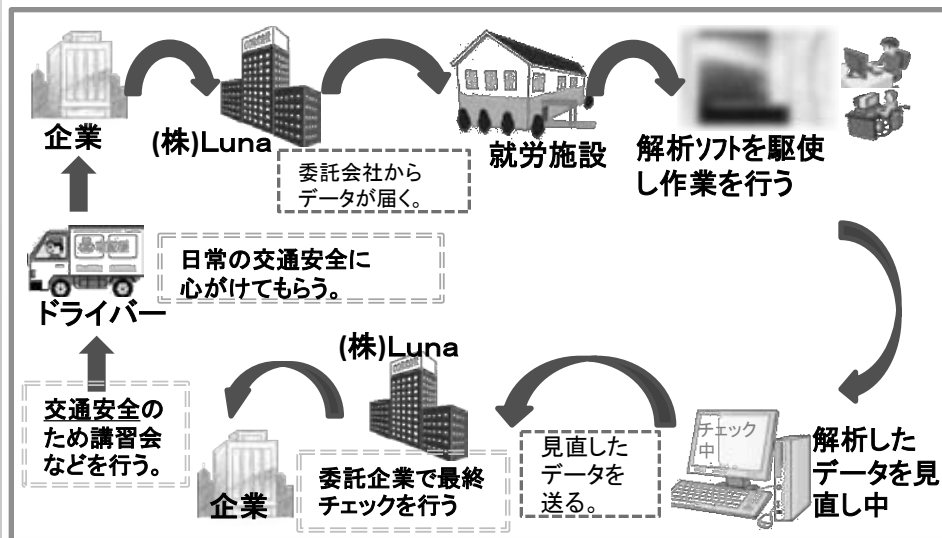 企業
(株)Luna
就労施設
解析ソフトを駆使
し作業を行う
委託会社から
データが届く。
ドライバー
日常の交通安全に
心がけてもらう。
(株)Luna
交通安全の
ため講習会
などを行う。
企業
委託企業で最終
チェックを行う
見直した
データを
送る。
チェック
中
解析した
データを見
直し中